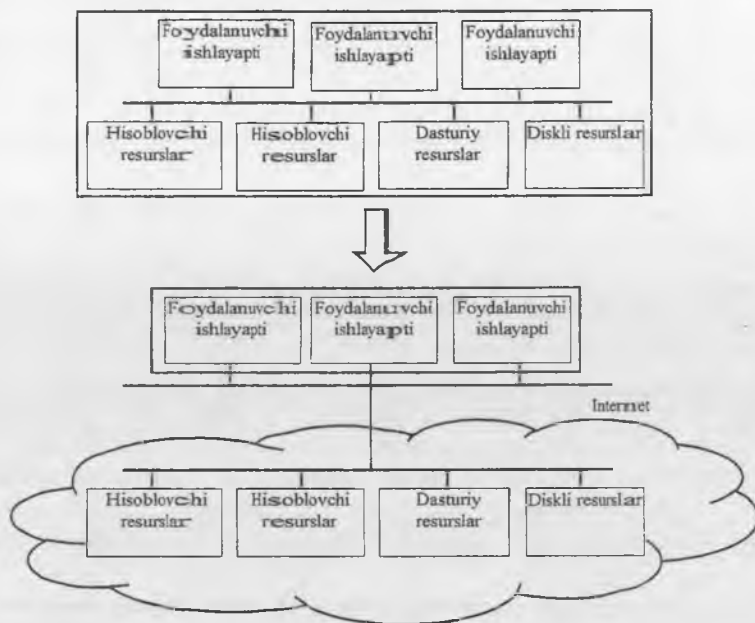 Foydalanuvchi
ishlayapti
Foydalanuvchi
ishlayapti
Foydalanuvchi
ishlayapti
Hisoblovchi
resurslar
Hisoblovchi
resurslar
Dasturiy
resurslar
Diskli resurslar
Foydalanuvchi
ishlayapti
Foydalanuvchi
ishlayapti
Foydalanuvchi
ishlayapti
Internet
Hisoblovchi
resurslar
Hisoblovchi
resurslar
Dasturiy
resurslar
Diskli resurslar